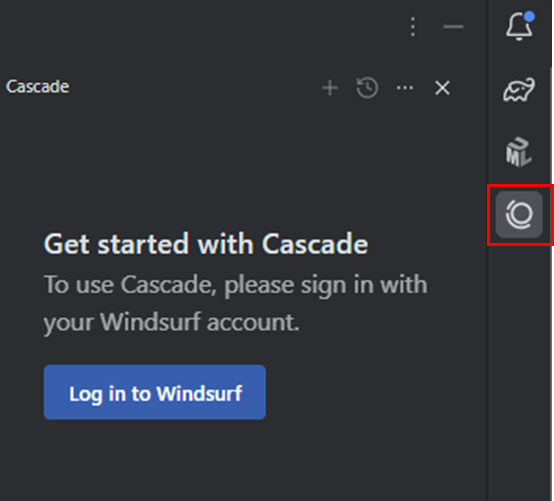 Cascade
Get started with Cascade
To use Cascade, please sign in with
your Windsurf account.
Log in to Windsurf
UML